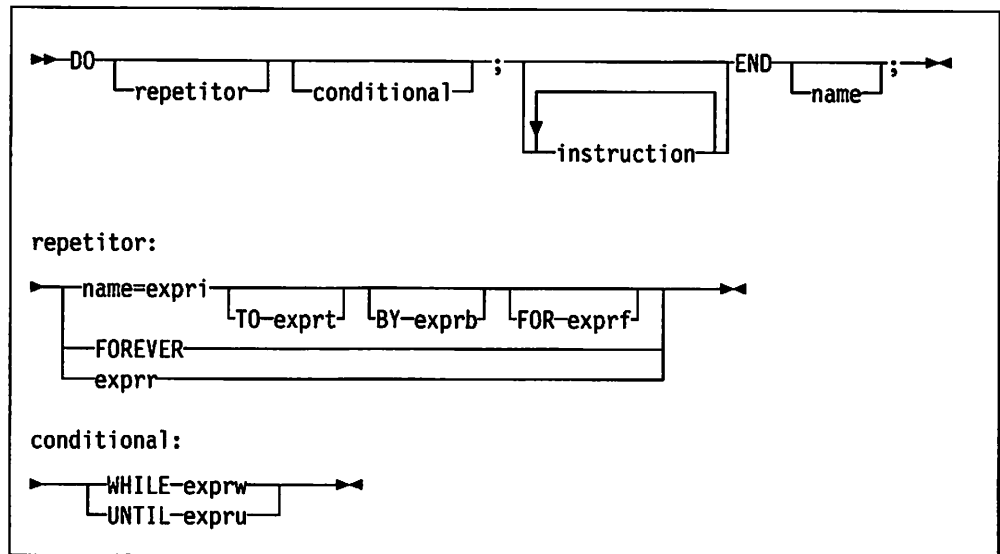 DO ; END ;
repetitor conditional name
instruction
repetitor:
name=expri
TO exprt BY exprb FOR exprf
FOREVER
exprr
conditional:
WHILE exprw
UNTIL expru